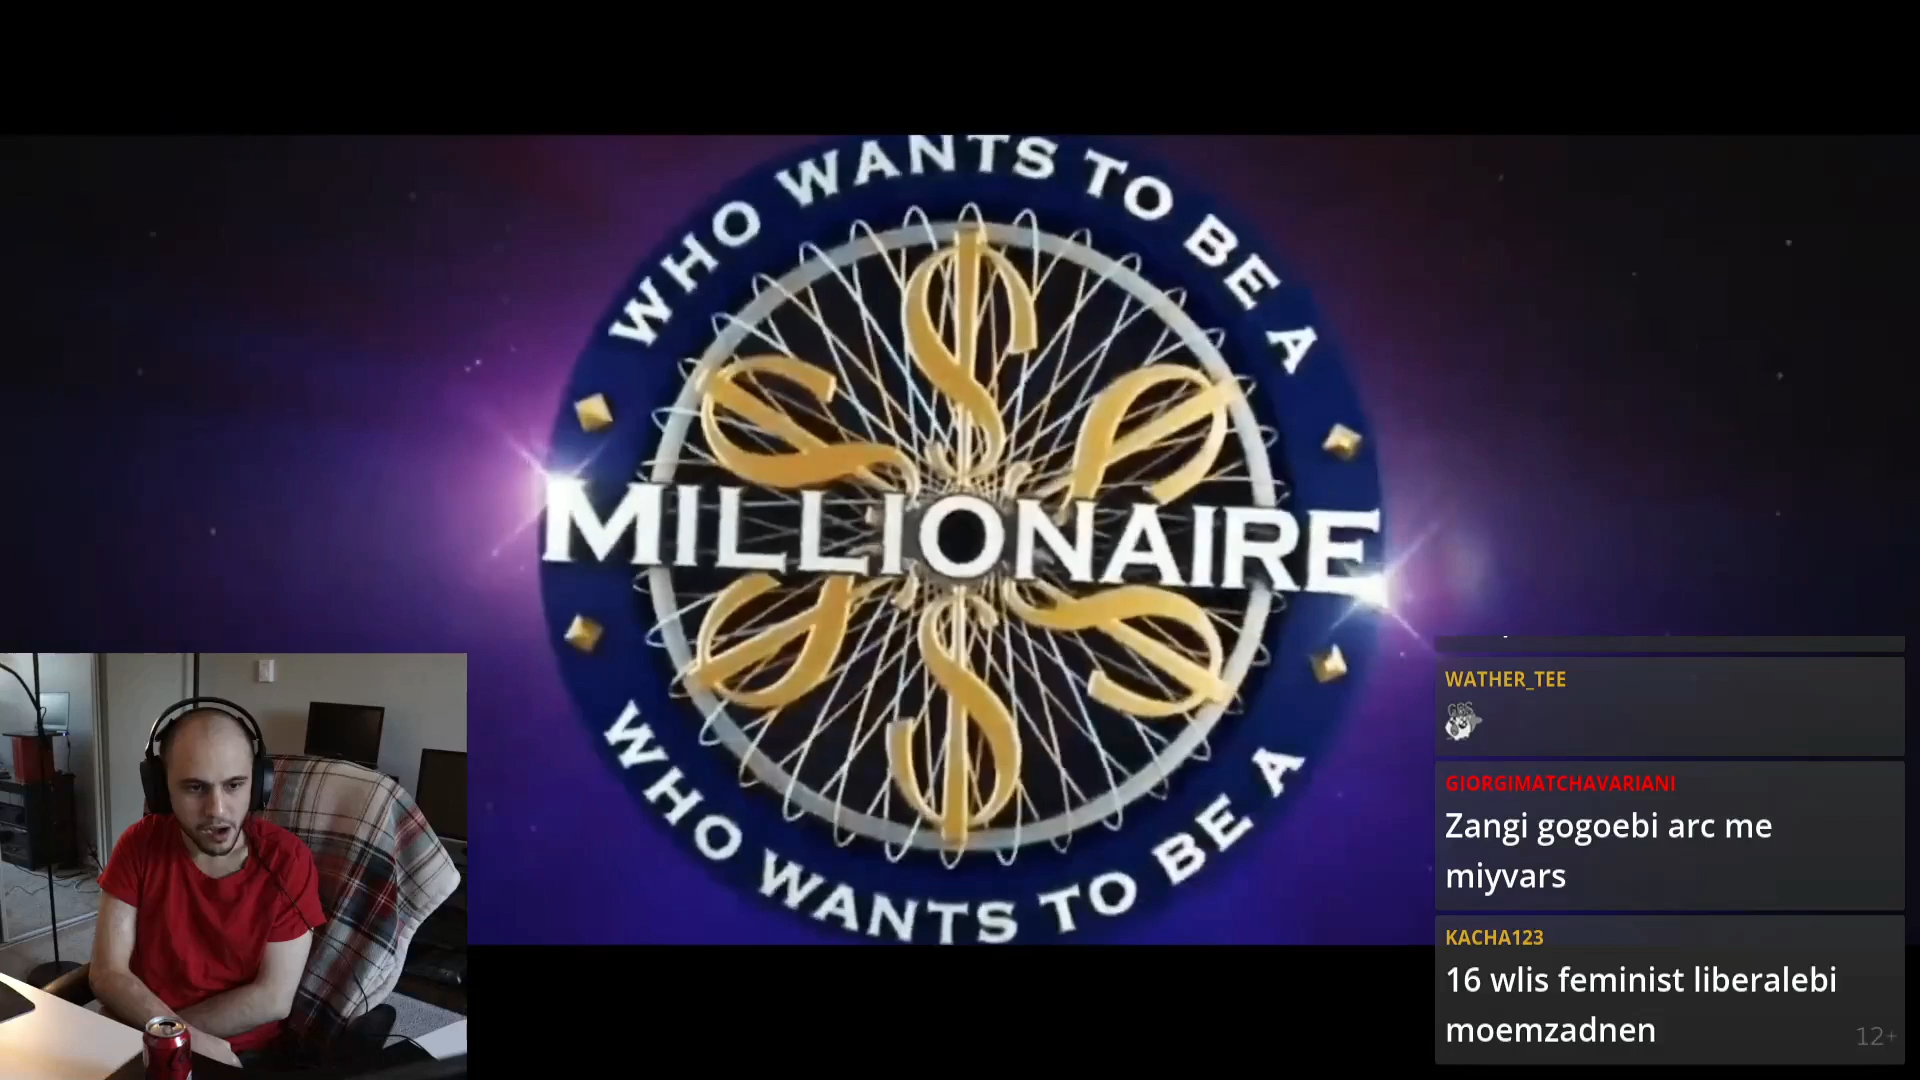 WHO WANTS TO BE A
MILLIONAIRE
WHO WANTS TO BE A
WATHER_TEE
GIORGIMATCHAVARIANI
Zangi gogoebi arc me
miyvars
KACHA123
16 wlis feminist liberalebi
moemzadnen
12+